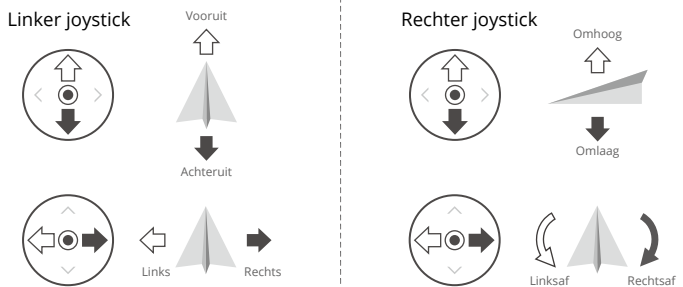 Linker joystick
Vooruit
Achteruit
Links
Rechts
Rechter joystick
Omhoog
Omlaag
Linksaf
Rechtsaf